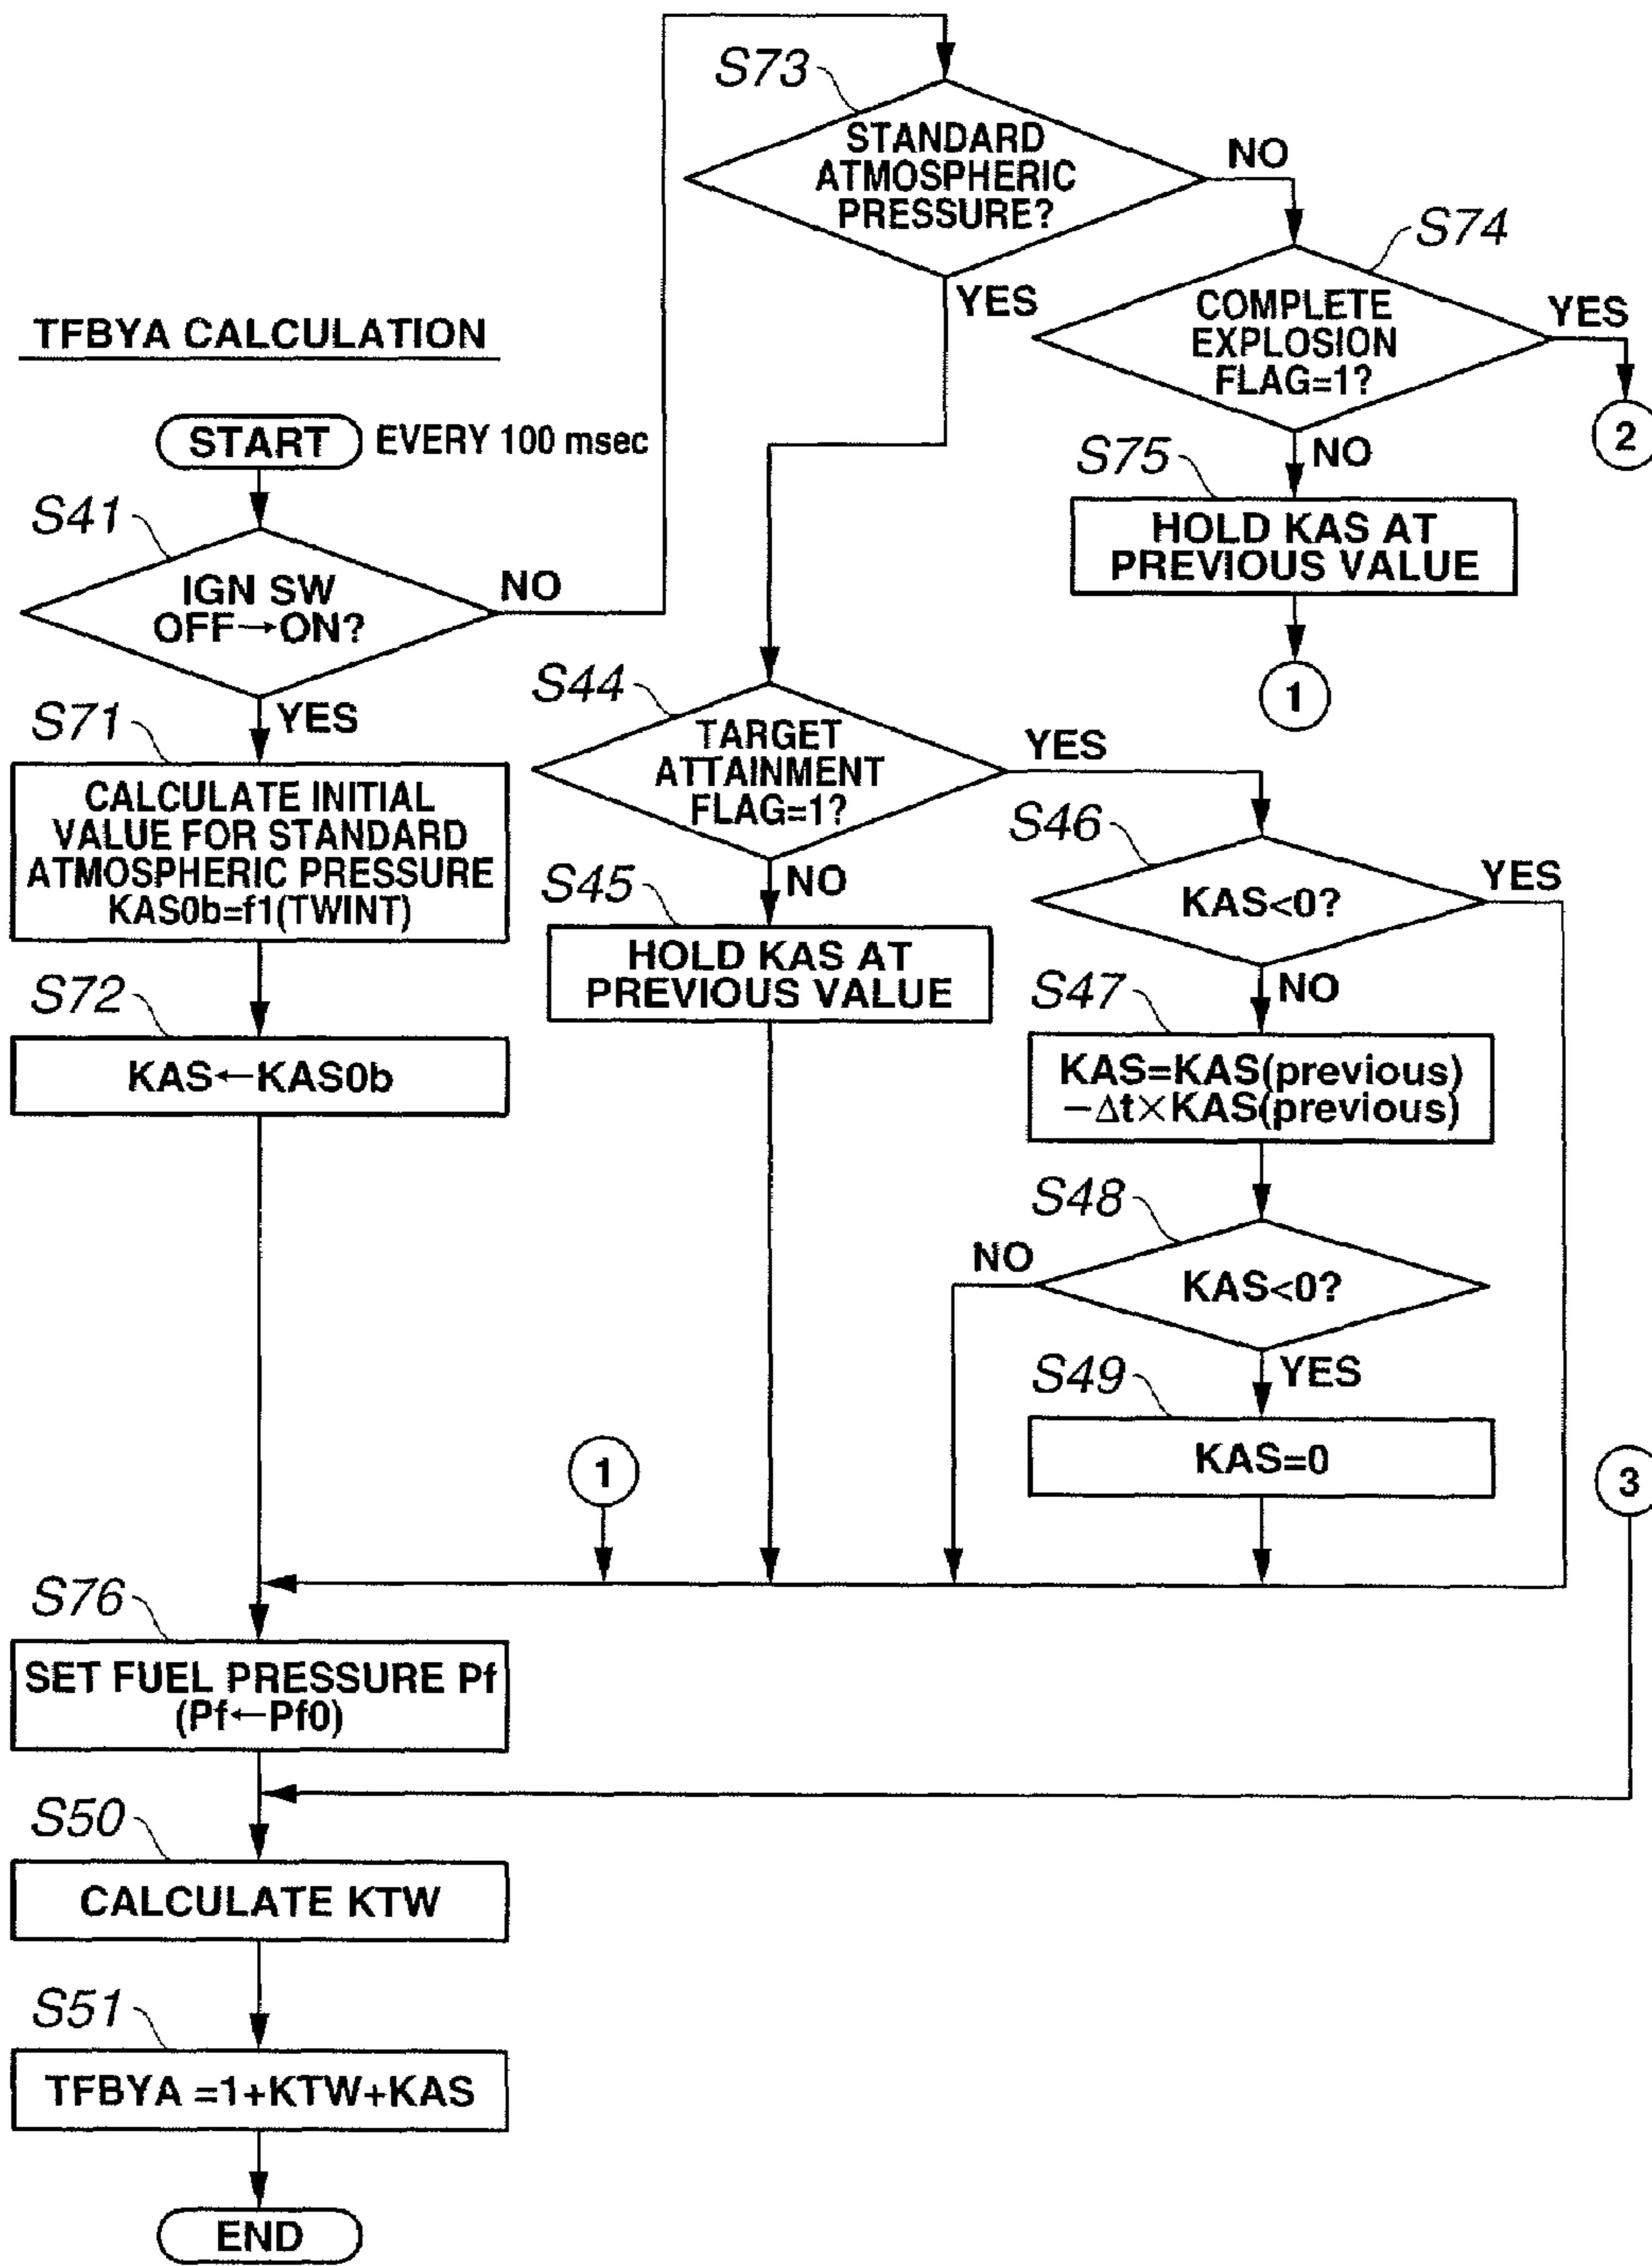 TFBYA CALCULATION
START
EVERY 100 msec
S41
IGN SW
OFF→ON?
NO
YES
S71
CALCULATE INITIAL
VALUE FOR STANDARD
ATMOSPHERIC PRESSURE
KAS0b=f1(TWINT)
S72
KAS←KAS0b
S73
STANDARD
ATMOSPHERIC
PRESSURE?
NO
YES
S74
COMPLETE
EXPLOSION
FLAG=1?
YES
2
NO
S75
HOLD KAS AT
PREVIOUS VALUE
1
S44
TARGET
ATTAINMENT
FLAG=1?
YES
NO
S45
HOLD KAS AT
PREVIOUS VALUE
S46
KAS<0?
YES
NO
S47
KAS=KAS(previous)
−Δt×KAS(previous)
S48
KAS<0?
NO
YES
S49
KAS=0
1
3
S76
SET FUEL PRESSURE Pf
(Pf←Pf0)
S50
CALCULATE KTW
S51
TFBYA =1+KTW+KAS
END